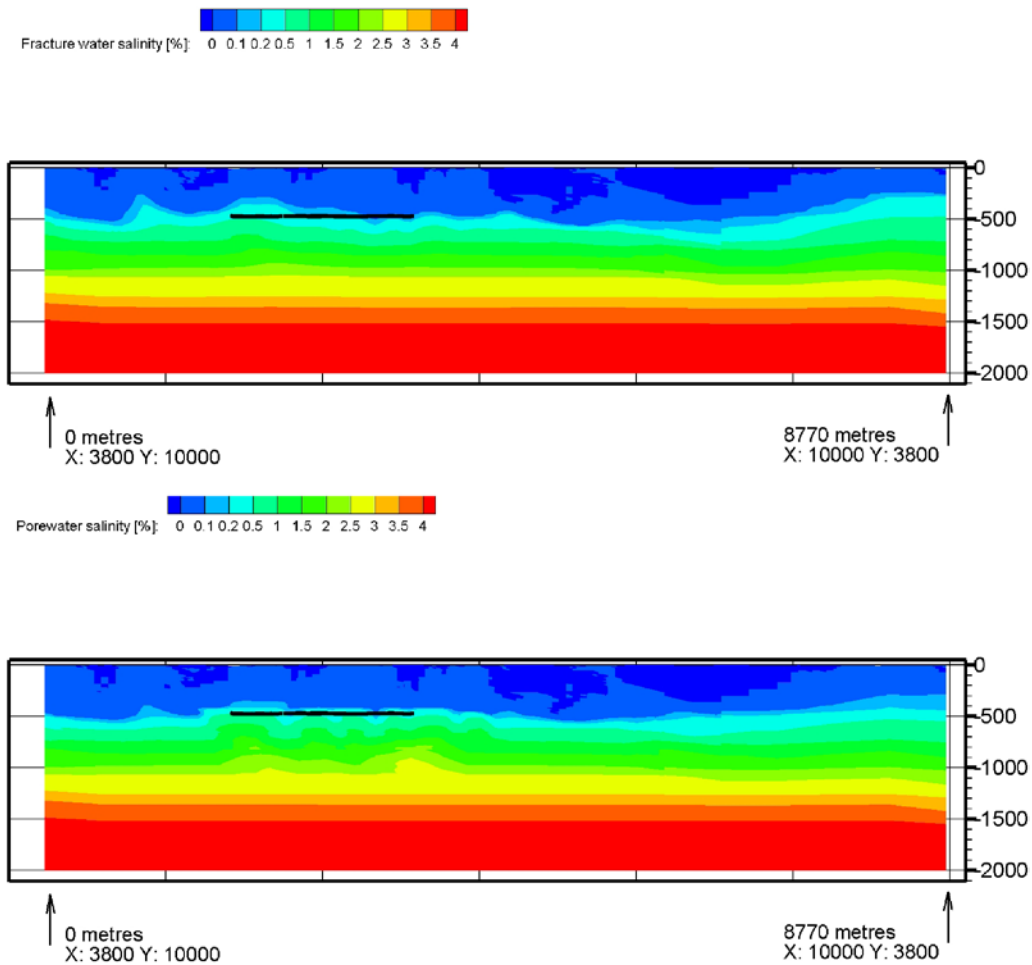 Fracture water salinity [%]: 0 0.1 0.2 0.5 1 1.5 2 2.5 3 3.5 4
0
-500
-1000
-1500
-2000
0 metres
X: 3800 Y: 10000
8770 metres
X: 10000 Y: 3800
Porewater salinity [%]: 0 0.1 0.2 0.5 1 1.5 2 2.5 3 3.5 4
0
-500
-1000
-1500
-2000
0 metres
X: 3800 Y: 10000
8770 metres
X: 10000 Y: 3800